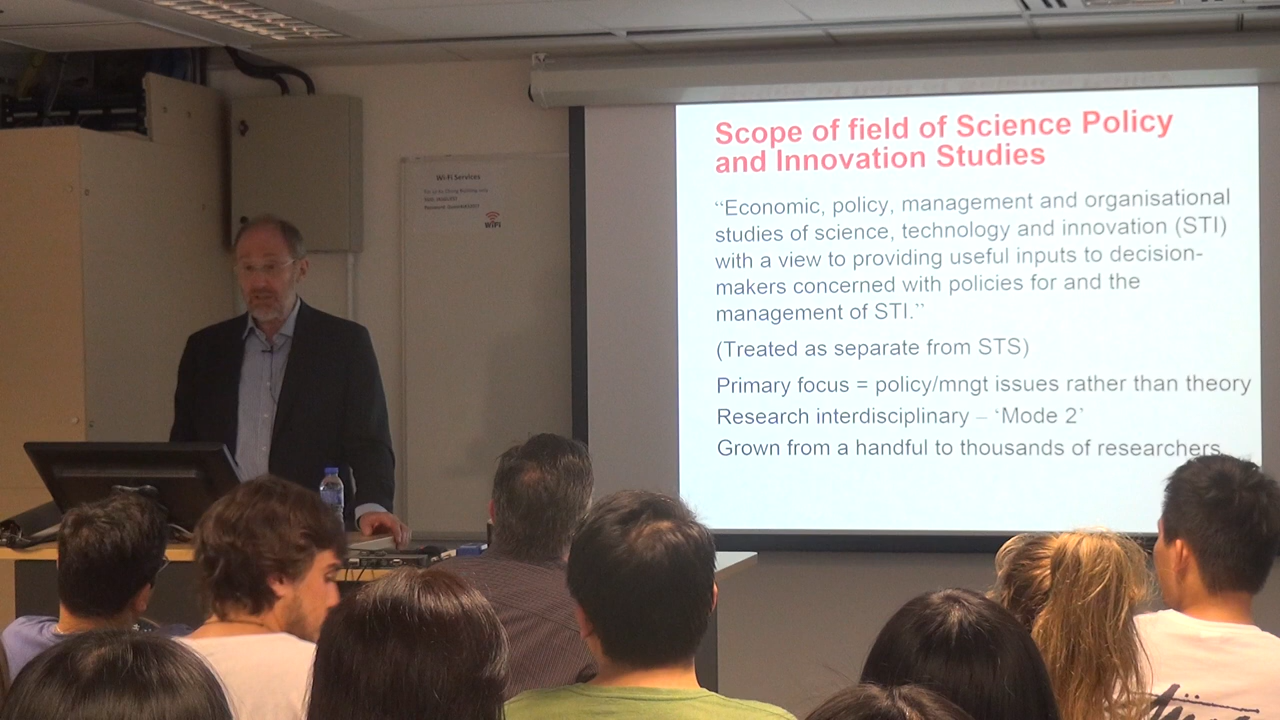 Wi-Fi Services
WiFi
Scope of field of Science Policy
and Innovation Studies
“Economic, policy, management and organisational
studies of science, technology and innovation (STI)
with a view to providing useful inputs to decision-
makers concerned with policies for and the
management of STI.”
(Treated as separate from STS)
Primary focus = policy/mngt issues rather than theory
Research interdisciplinary – ‘Mode 2’
Grown from a handful to thousands of researchers